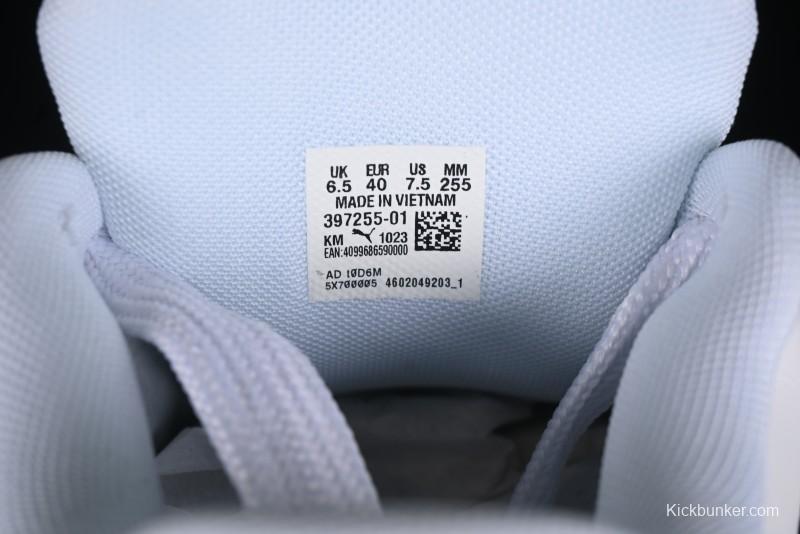 UK EUR US MM
6.5 40 7.5 255
MADE IN VIETNAM
397255-01
KM 1023
EAN:4099686590000
AD 10D6M
5X700005 4602049203_1
Kickbunker.com